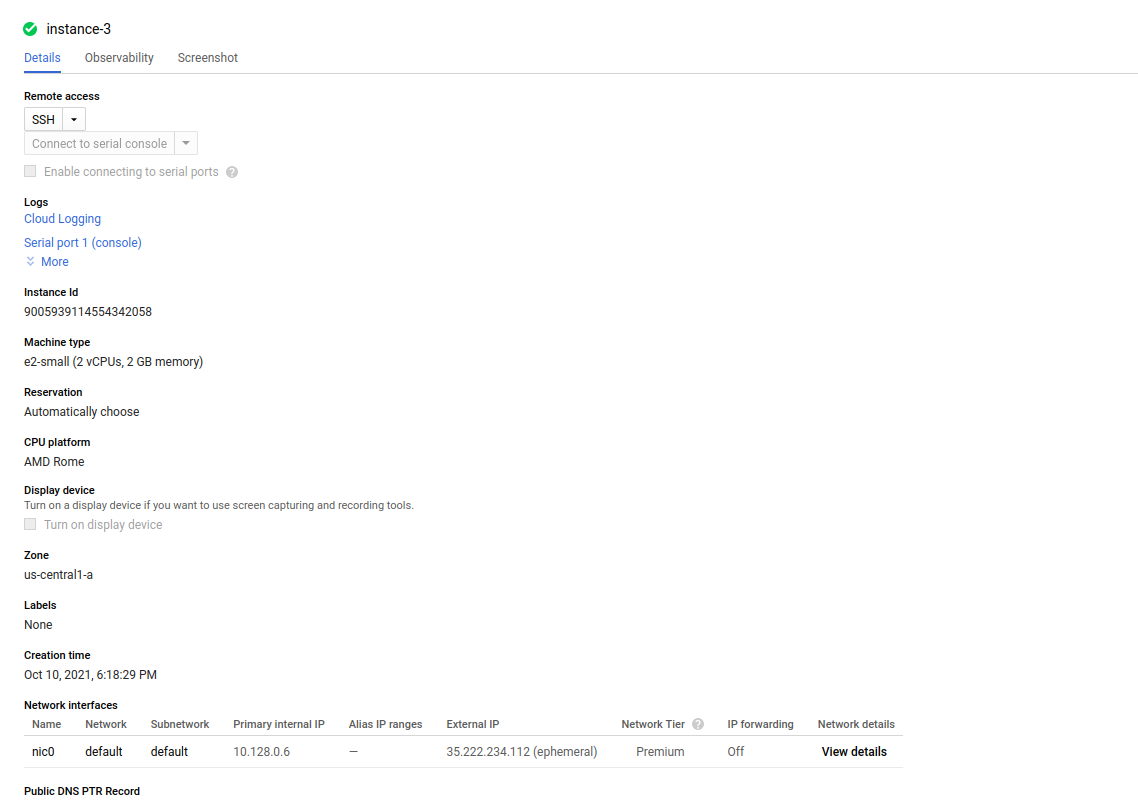 instance-3
Details Observability Screenshot
Remote access
SSH
Connect to serial console
Enable connecting to serial ports ?
Logs
Cloud Logging
Serial port 1 (console)
More
Instance Id
9005939114554342058
Machine type
e2-small (2 vCPUs, 2 GB memory)
Reservation
Automatically choose
CPU platform
AMD Rome
Display device
Turn on a display device if you want to use screen capturing and recording tools.
Turn on display device
Zone
us-central1-a
Labels
None
Creation time
Oct 10, 2021, 6:18:29 PM
Network interfaces
Name Network Subnetwork Primary internal IP Alias IP ranges External IP Network Tier ? IP forwarding Network details
nic0 default default 10.128.0.6 — 35.222.234.112 (ephemeral) Premium Off View details
Public DNS PTR Record